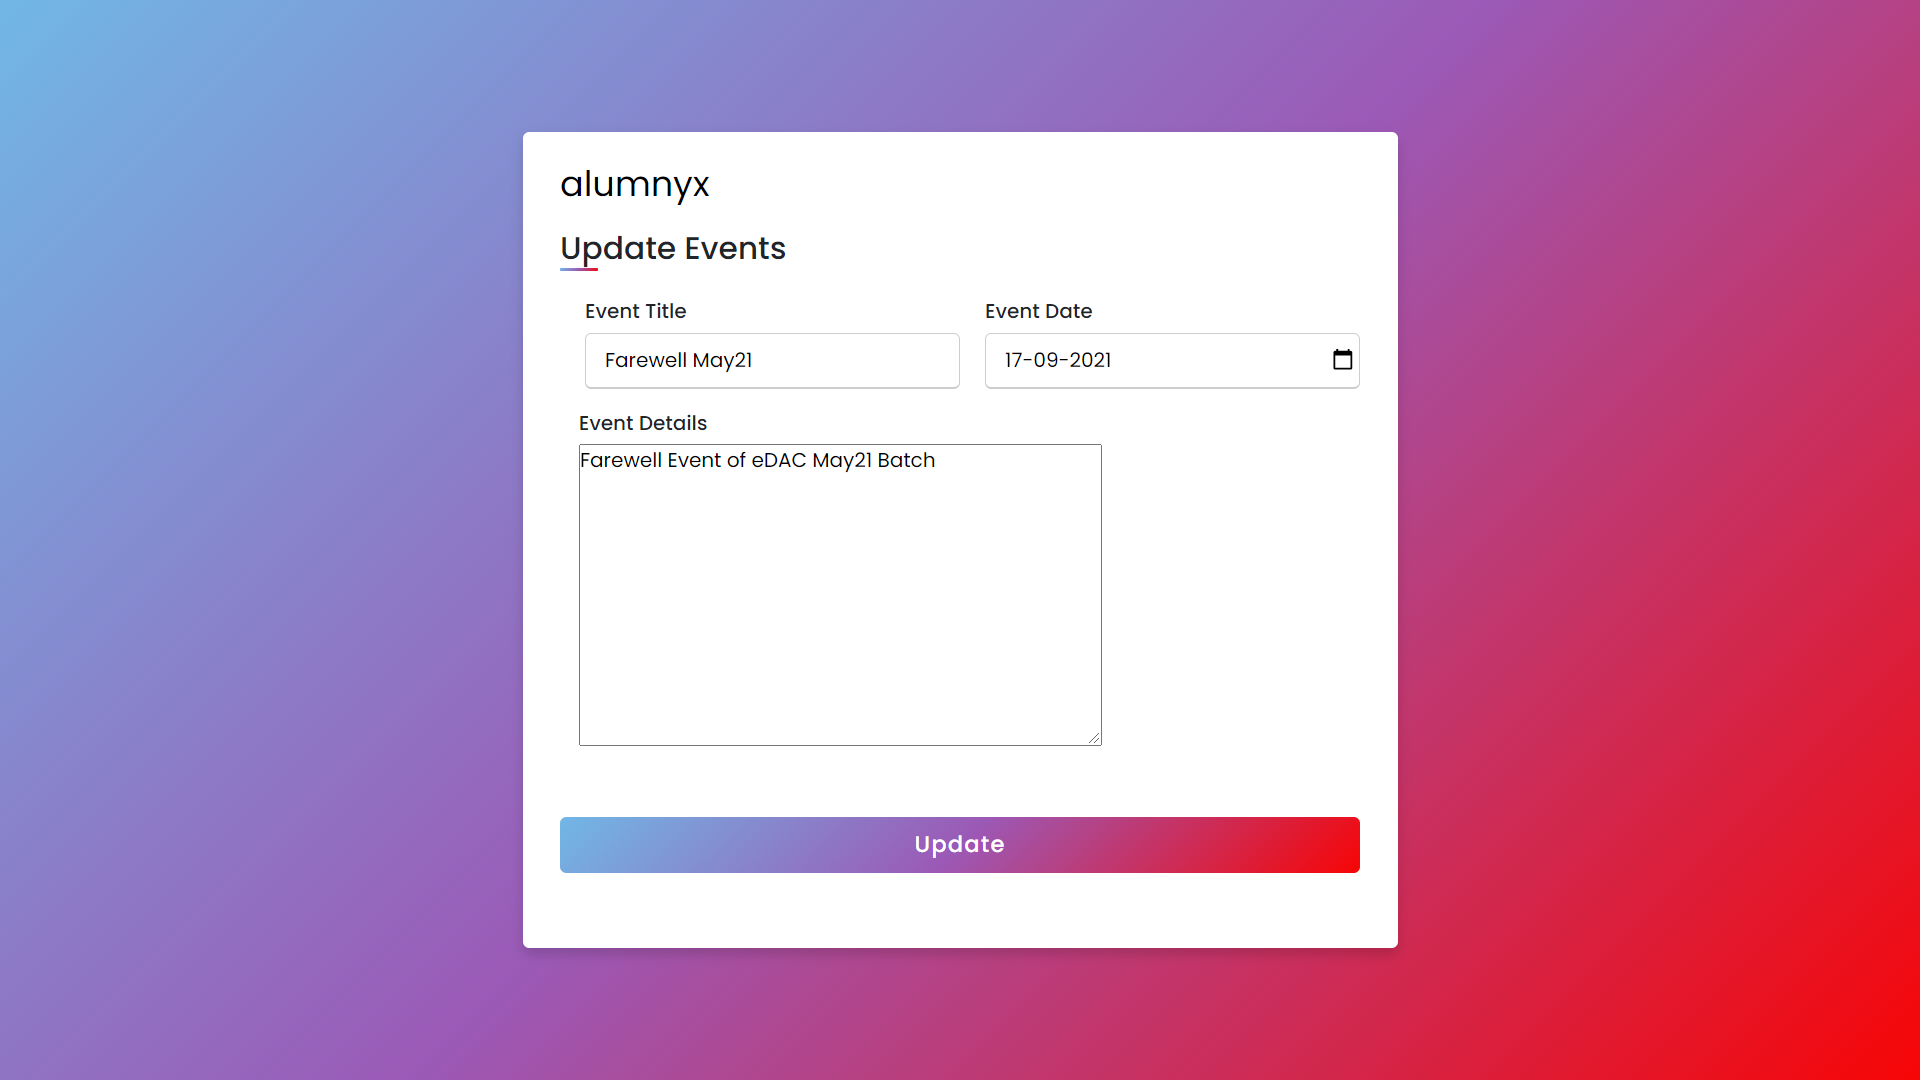 alumnyx
Update Events
Event Title
Event Date
Farewell May21
17-09-2021
Event Details
Farewell Event of eDAC May21 Batch
Update